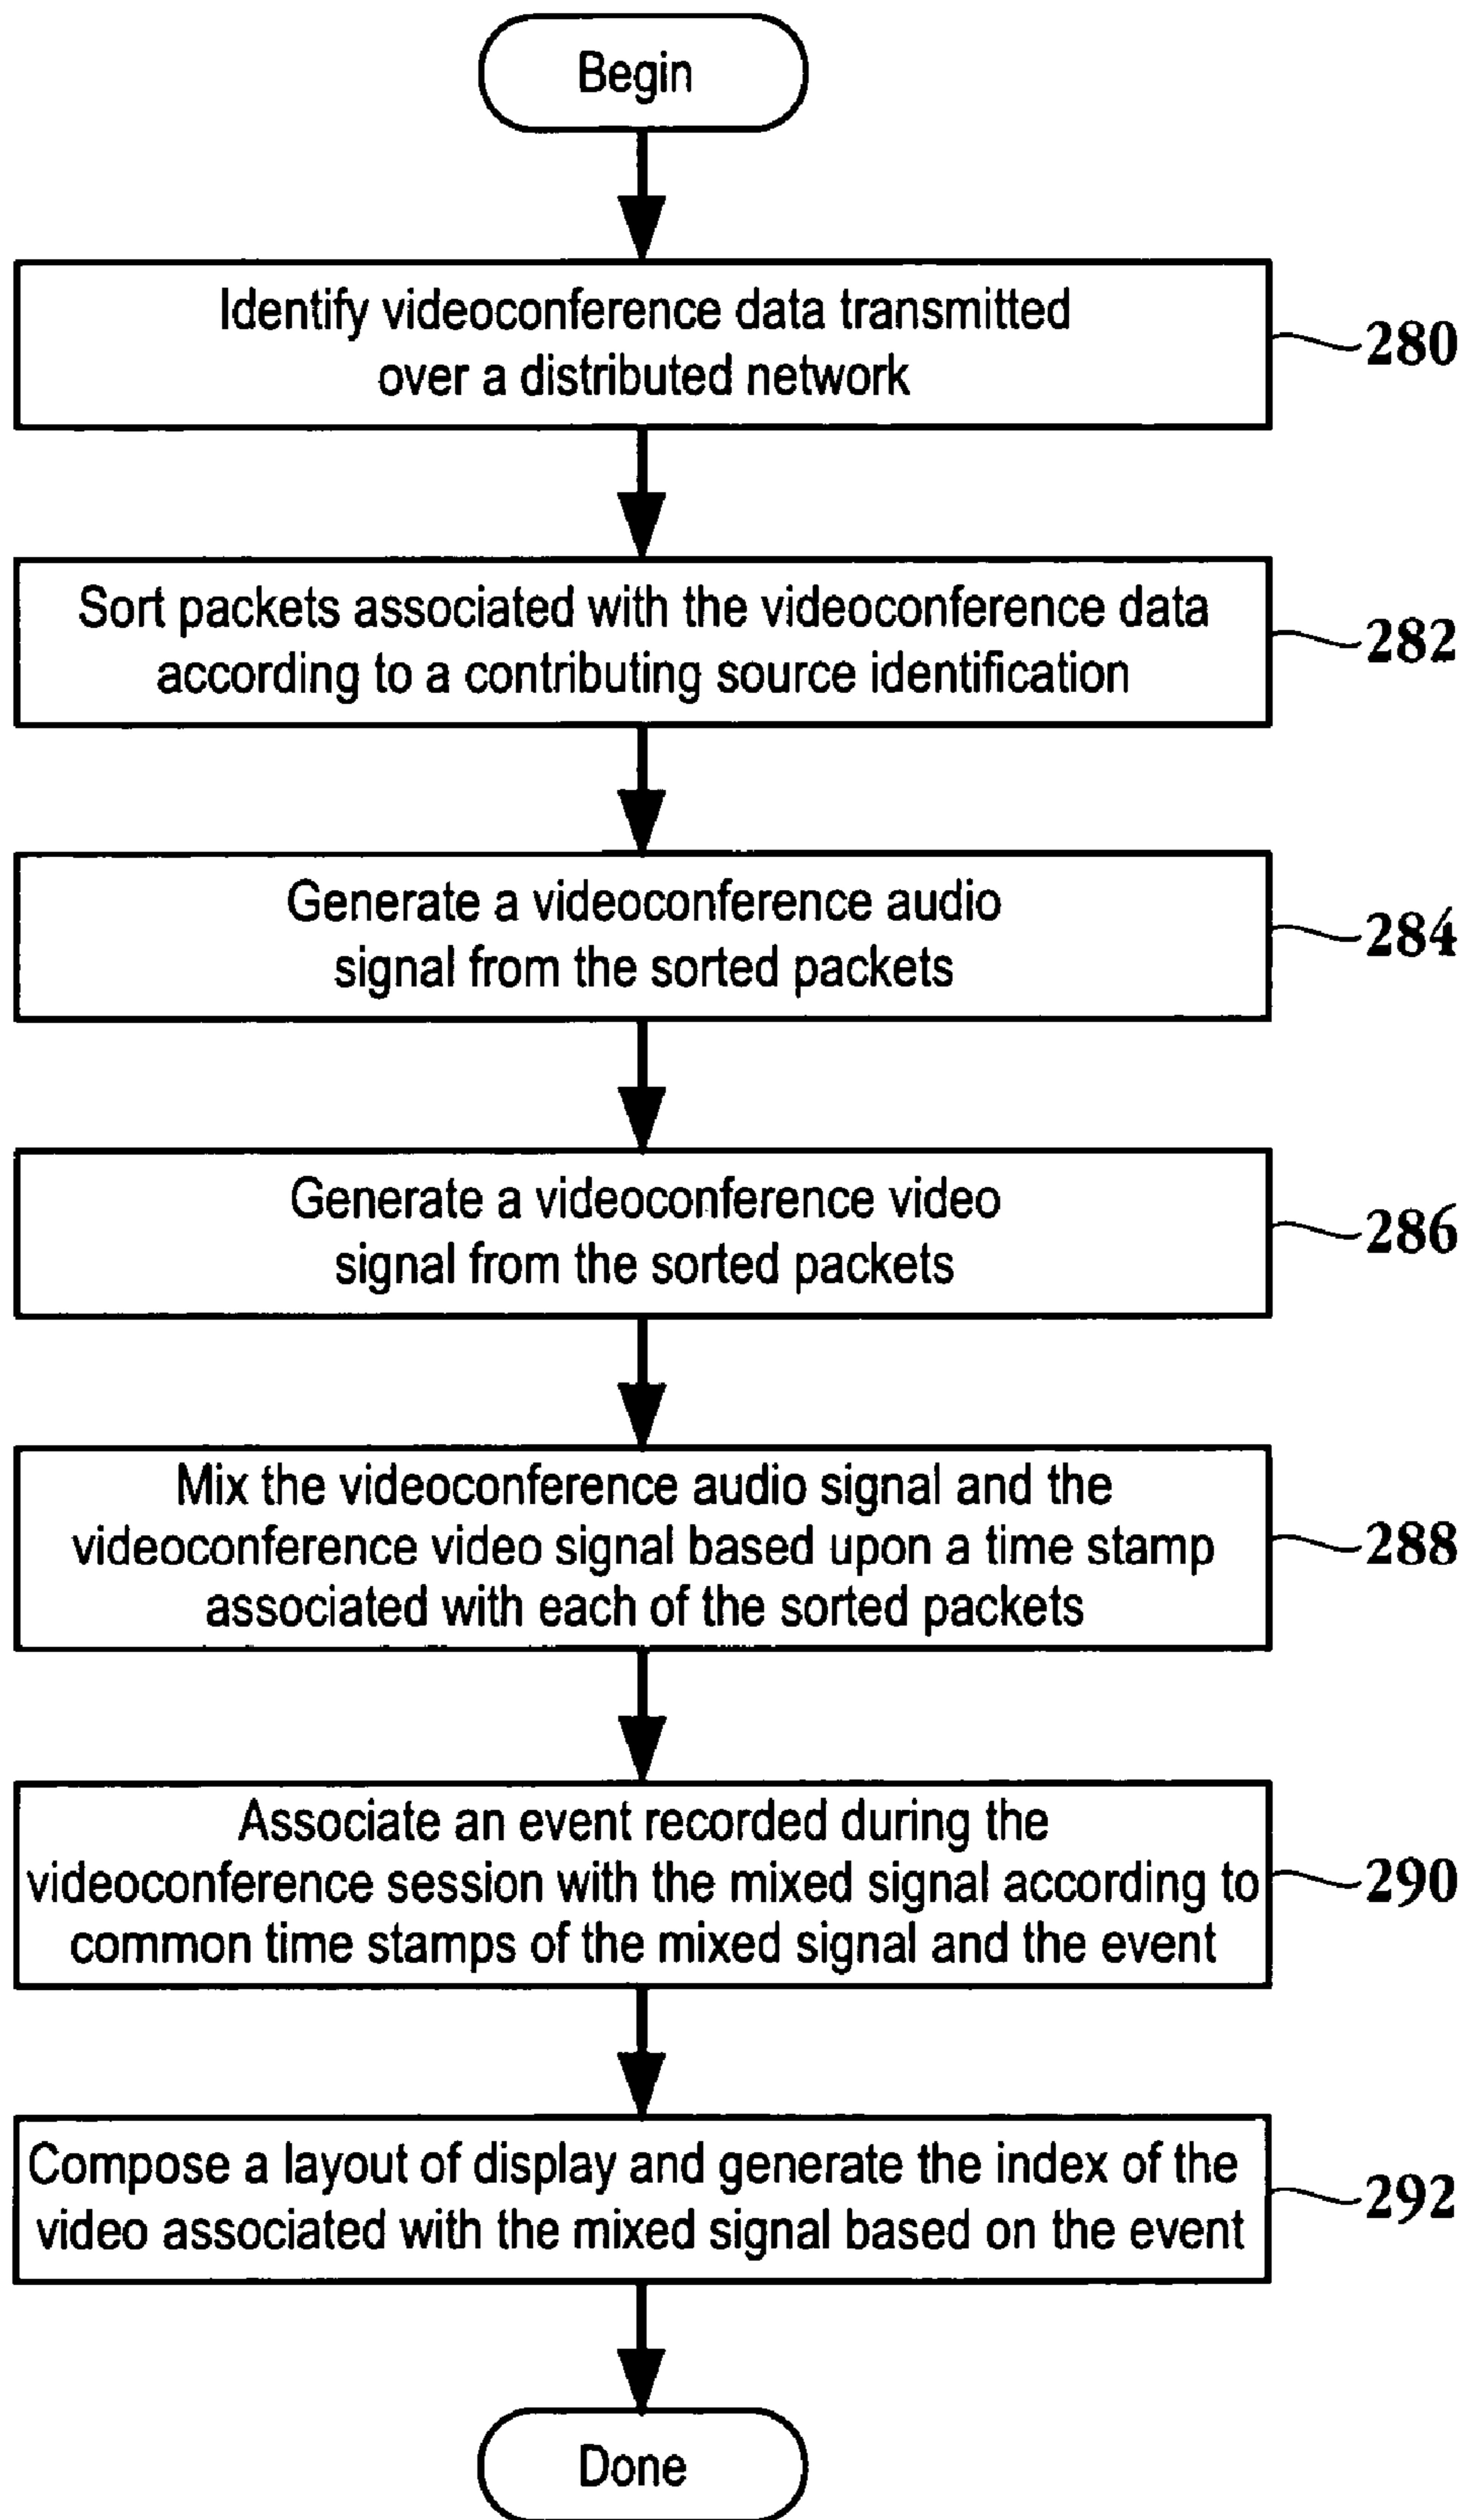 Begin
Identify videoconference data transmitted
over a distributed network
280
Sort packets associated with the videoconference data
according to a contributing source identification
282
Generate a videoconference audio
signal from the sorted packets
284
Generate a videoconference video
signal from the sorted packets
286
Mix the videoconference audio signal and the
videoconference video signal based upon a time stamp
associated with each of the sorted packets
288
Associate an event recorded during the
videoconference session with the mixed signal according to
common time stamps of the mixed signal and the event
290
Compose a layout of display and generate the index of the
video associated with the mixed signal based on the event
292
Done